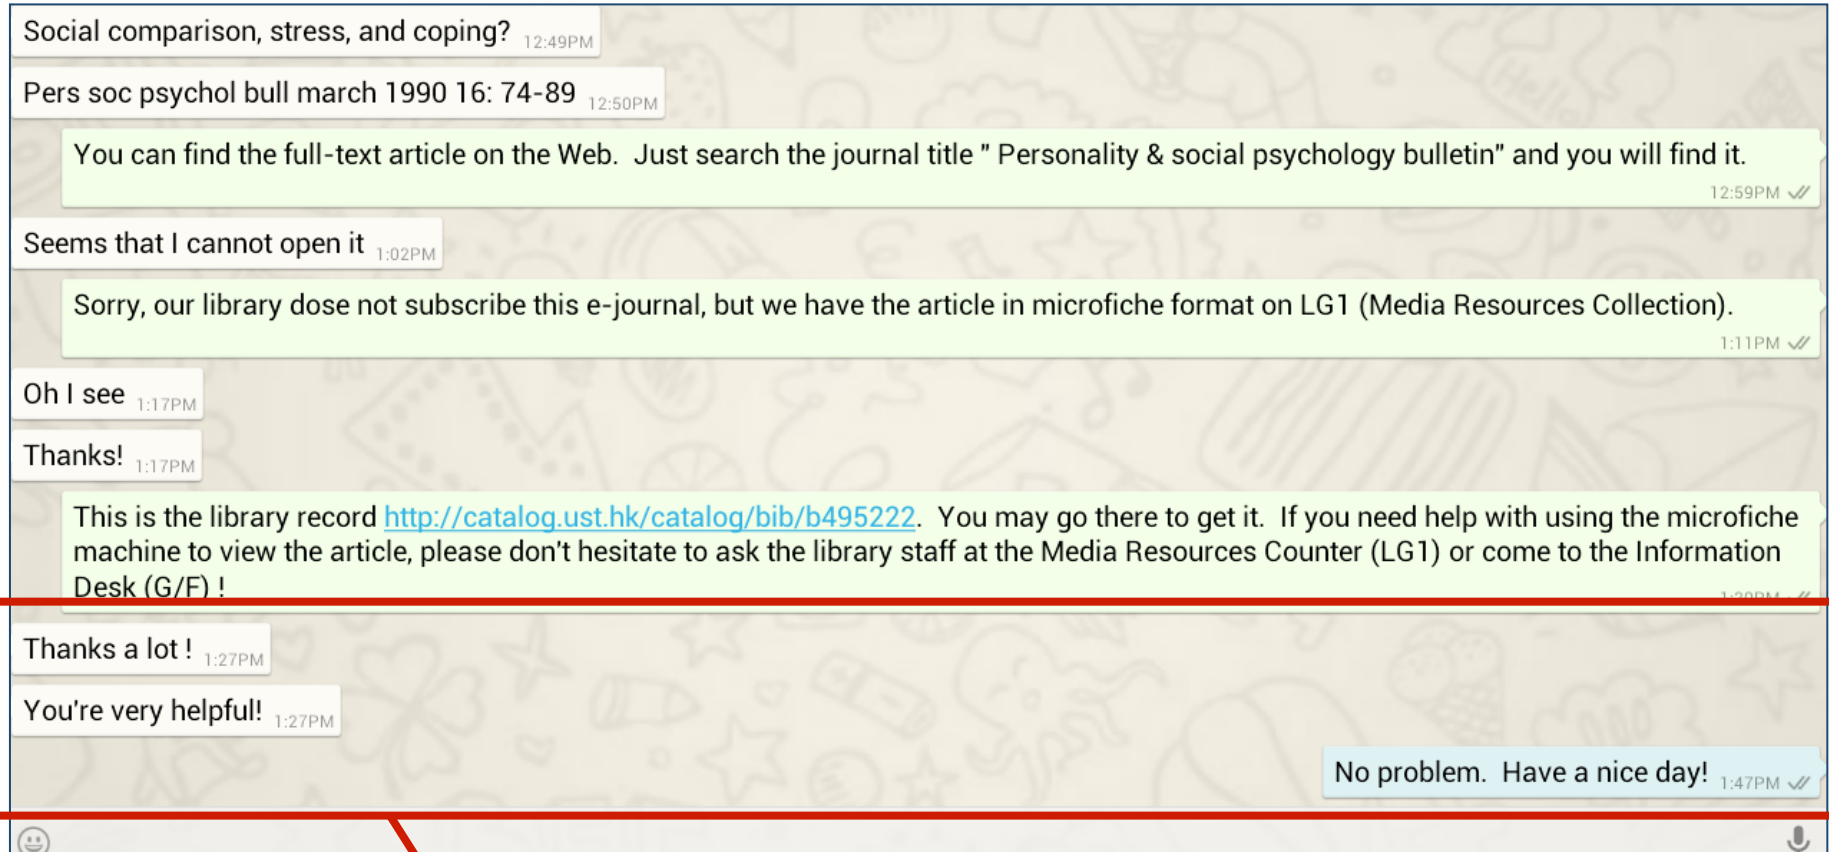 Social comparison, stress, and coping? 12:49PM
Pers soc psychol bull march 1990 16: 74-89 12:50PM
You can find the full-text article on the Web.  Just search the journal title " Personality & social psychology bulletin" and you will find it.
12:59PM
Seems that I cannot open it 1:02PM
Sorry, our library dose not subscribe this e-journal, but we have the article in microfiche format on LG1 (Media Resources Collection).
1:11PM
Oh I see 1:17PM
Thanks! 1:17PM
This is the library record http://catalog.ust.hk/catalog/bib/b495222.  You may go there to get it.  If you need help with using the microfiche
machine to view the article, please don't hesitate to ask the library staff at the Media Resources Counter (LG1) or come to the Information
Desk (G/F) !
Thanks a lot ! 1:27PM
You're very helpful! 1:27PM
No problem.  Have a nice day! 1:47PM